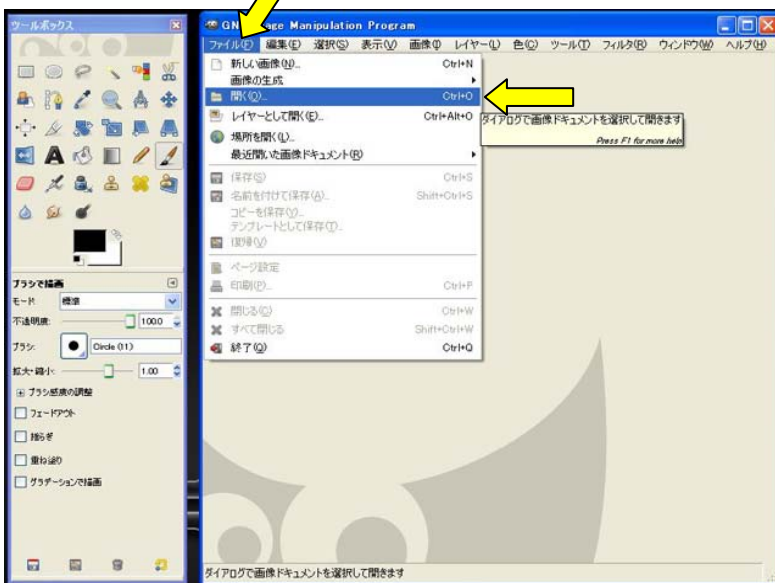 ツールボックス
ブラシで描画
モード: 標準
不透明度: 100.0
ブラシ: Circle (11)
拡大・縮小: 1.00
ブラシ感度の調整
フェードアウト
揺らぎ
重ね塗り
グラデーションで描画
GN age Manipulation Program
ファイル(F) 編集(E) 選択(S) 表示(V) 画像(I) レイヤー(L) 色(C) ツール(T) フィルタ(R) ウィンドウ(W) ヘルプ(H)
新しい画像(N)... Ctrl+N
画像の生成
開く(O)... Ctrl+O
レイヤーとして開く(E)... Ctrl+Alt+O
場所を開く(L)...
最近開いた画像ドキュメント(R)
保存(S) Ctrl+S
名前を付けて保存(A)... Shift+Ctrl+S
コピーを保存(Y)...
テンプレートとして保存(T)...
復帰(V)
ページ設定
印刷(P)... Ctrl+P
閉じる(C) Ctrl+W
すべて閉じる Shift+Ctrl+W
終了(Q) Ctrl+Q
ダイアログで画像ドキュメントを選択して開きます
Press F1 for more help
ダイアログで画像ドキュメントを選択して開きます